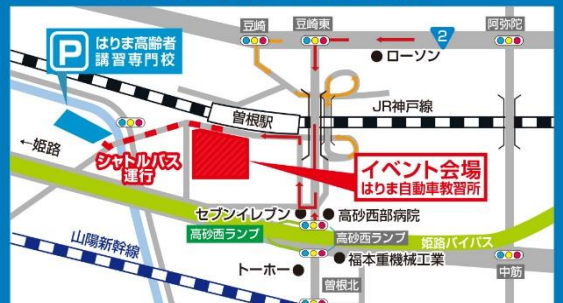 豆崎
豆崎東
2
阿弥陀
P
はりま高齢者
講習専門校
ローソン
JR神戸線
曽根駅
←姫路
シャトルバス
運行
イベント会場
はりま自動車教習所
セブンイレブン
高砂西部病院
高砂西ランプ
高砂西ランプ
姫路バイパス
山陽新幹線
トーホー
福本重機械工業
中筋
曽根北